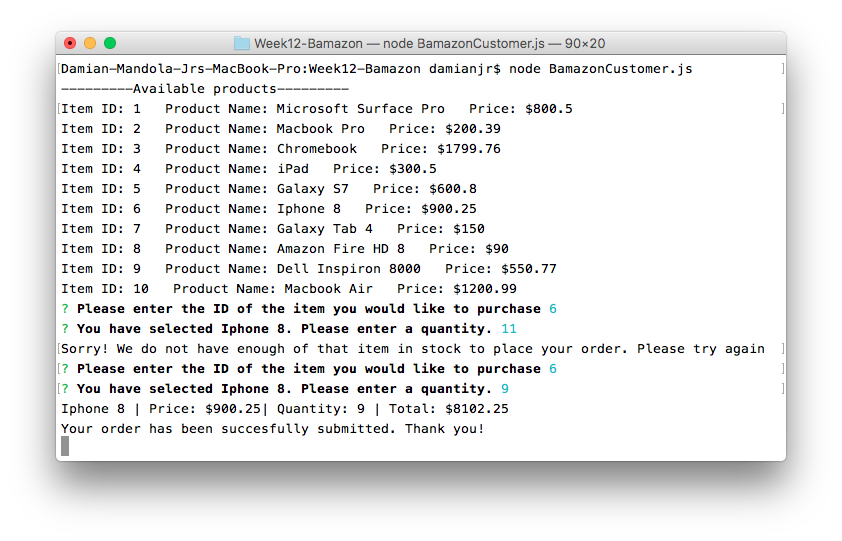 Week12-Bamazon — node BamazonCustomer.js — 90×20
[Damian-Mandola-Jrs-MacBook-Pro:Week12-Bamazon damianjr$ node BamazonCustomer.js ]
---------Available products---------
[Item ID: 1   Product Name: Microsoft Surface Pro   Price: $800.5 ]
Item ID: 2   Product Name: Macbook Pro   Price: $200.39
Item ID: 3   Product Name: Chromebook   Price: $1799.76
Item ID: 4   Product Name: iPad   Price: $300.5
Item ID: 5   Product Name: Galaxy S7   Price: $600.8
Item ID: 6   Product Name: Iphone 8   Price: $900.25
Item ID: 7   Product Name: Galaxy Tab 4   Price: $150
Item ID: 8   Product Name: Amazon Fire HD 8   Price: $90
Item ID: 9   Product Name: Dell Inspiron 8000   Price: $550.77
Item ID: 10   Product Name: Macbook Air   Price: $1200.99
? Please enter the ID of the item you would like to purchase 6
? You have selected Iphone 8. Please enter a quantity. 11
[Sorry! We do not have enough of that item in stock to place your order. Please try again ]
[? Please enter the ID of the item you would like to purchase 6 ]
[? You have selected Iphone 8. Please enter a quantity. 9 ]
Iphone 8 | Price: $900.25| Quantity: 9 | Total: $8102.25
Your order has been succesfully submitted. Thank you!